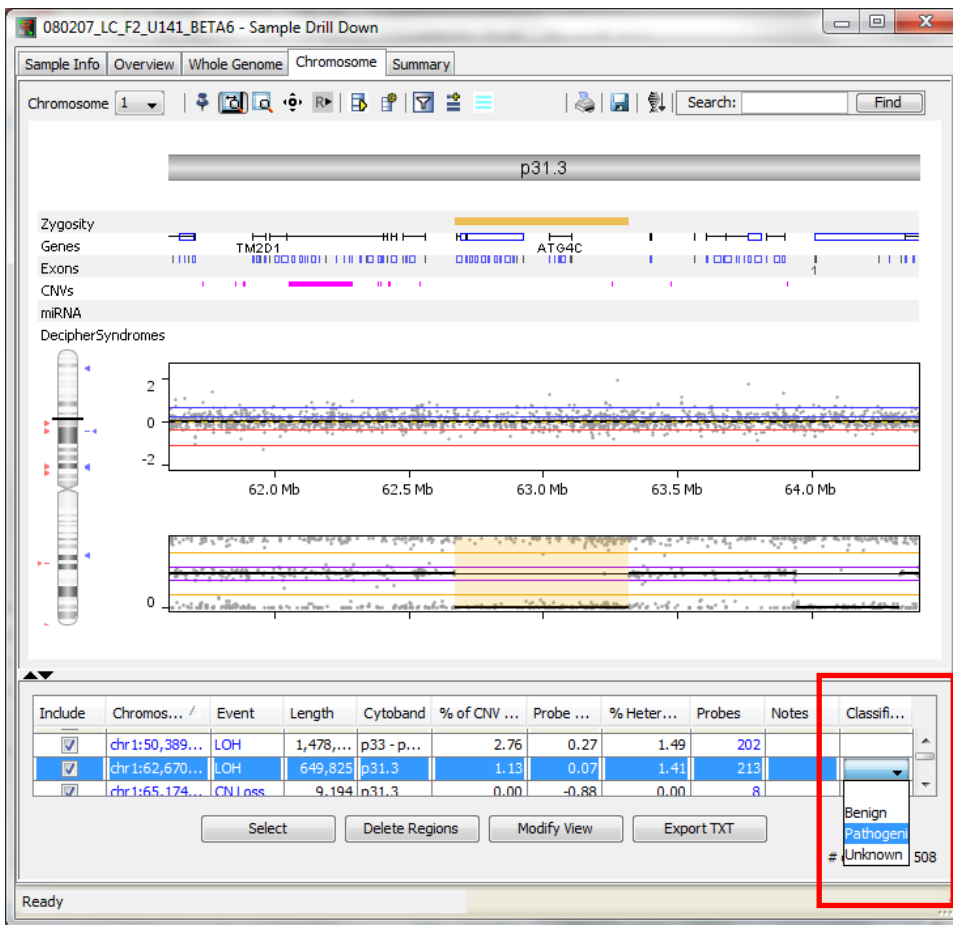 080207_LC_F2_U141_BETA6 - Sample Drill Down
Sample Info Overview Whole Genome Chromosome Summary
Chromosome 1 R Search: Find
p31.3
Zygosity
Genes
TM2D1 ATG4C
Exons
1
CNVs
miRNA
DecipherSyndromes
2
0
-2
62.0 Mb 62.5 Mb 63.0 Mb 63.5 Mb 64.0 Mb
0
Include Chromos... Event Length Cytoband % of CNV ... Probe ... % Heter... Probes Notes Classifi...
chr1:50,389... LOH 1,478,... p33 - p... 2.76 0.27 1.49 202
chr1:62,670... LOH 649,825 p31.3 1.13 0.07 1.41 213
chr1:65,174... CN Loss 9,194 p31.3 0.00 -0.88 0.00 8
Benign
Pathogeni
Unknown
Select Delete Regions Modify View Export TXT
# 508
Ready